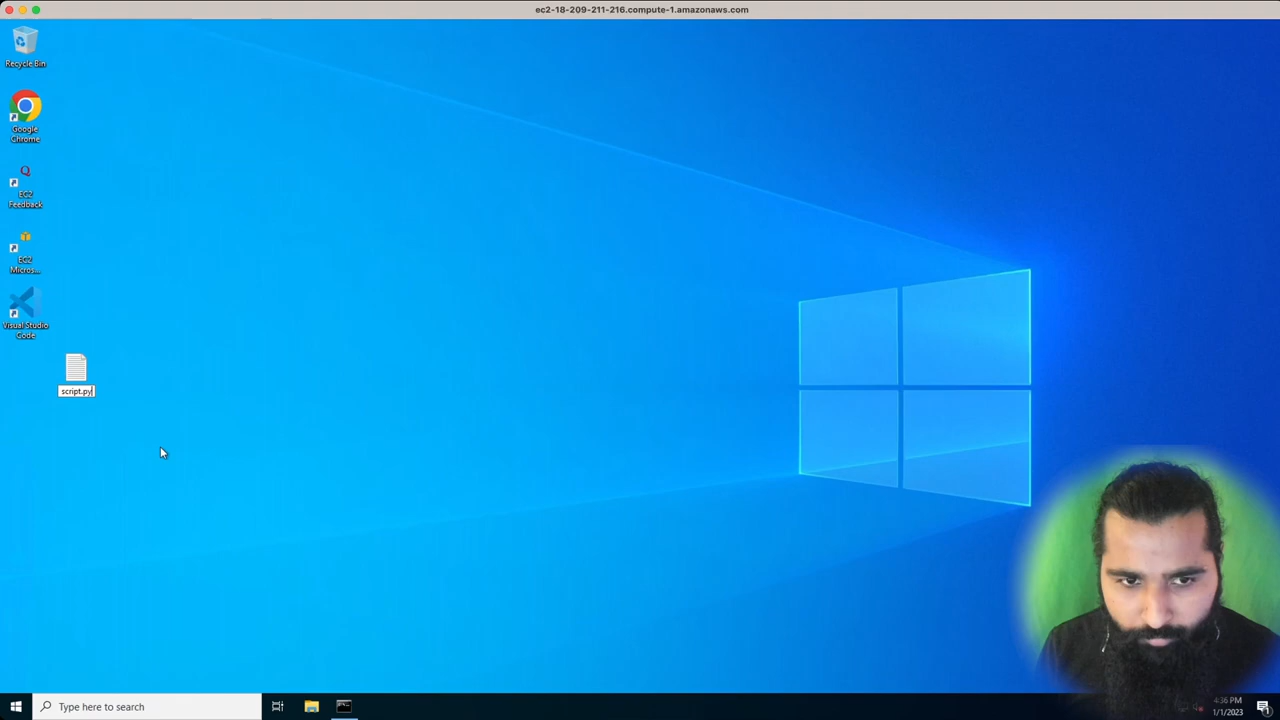 ec2-18-209-211-216.compute-1.amazonaws.com
Recycle Bin
Google
Chrome
EC2
Feedback
EC2
Micros...
Visual Studio
Code
script.py
Type here to search
4:36 PM
1/1/2023